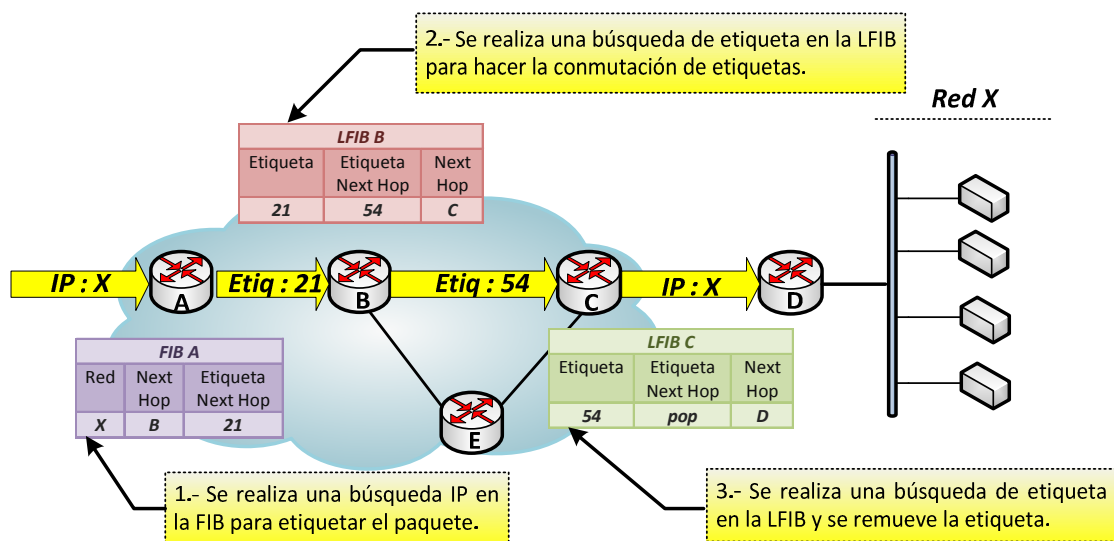 2.- Se realiza una búsqueda de etiqueta en la LFIB
para hacer la conmutación de etiquetas.
Red X
LFIB B
Etiqueta Etiqueta Next Hop Next Hop
21 54 C
IP : X
A
Etiq : 21
B
Etiq : 54
C
IP : X
D
FIB A
Red Next Hop Etiqueta Next Hop
X B 21
E
LFIB C
Etiqueta Etiqueta Next Hop Next Hop
54 pop D
1.- Se realiza una búsqueda IP en
la FIB para etiquetar el paquete.
3.- Se realiza una búsqueda de etiqueta
en la LFIB y se remueve la etiqueta.